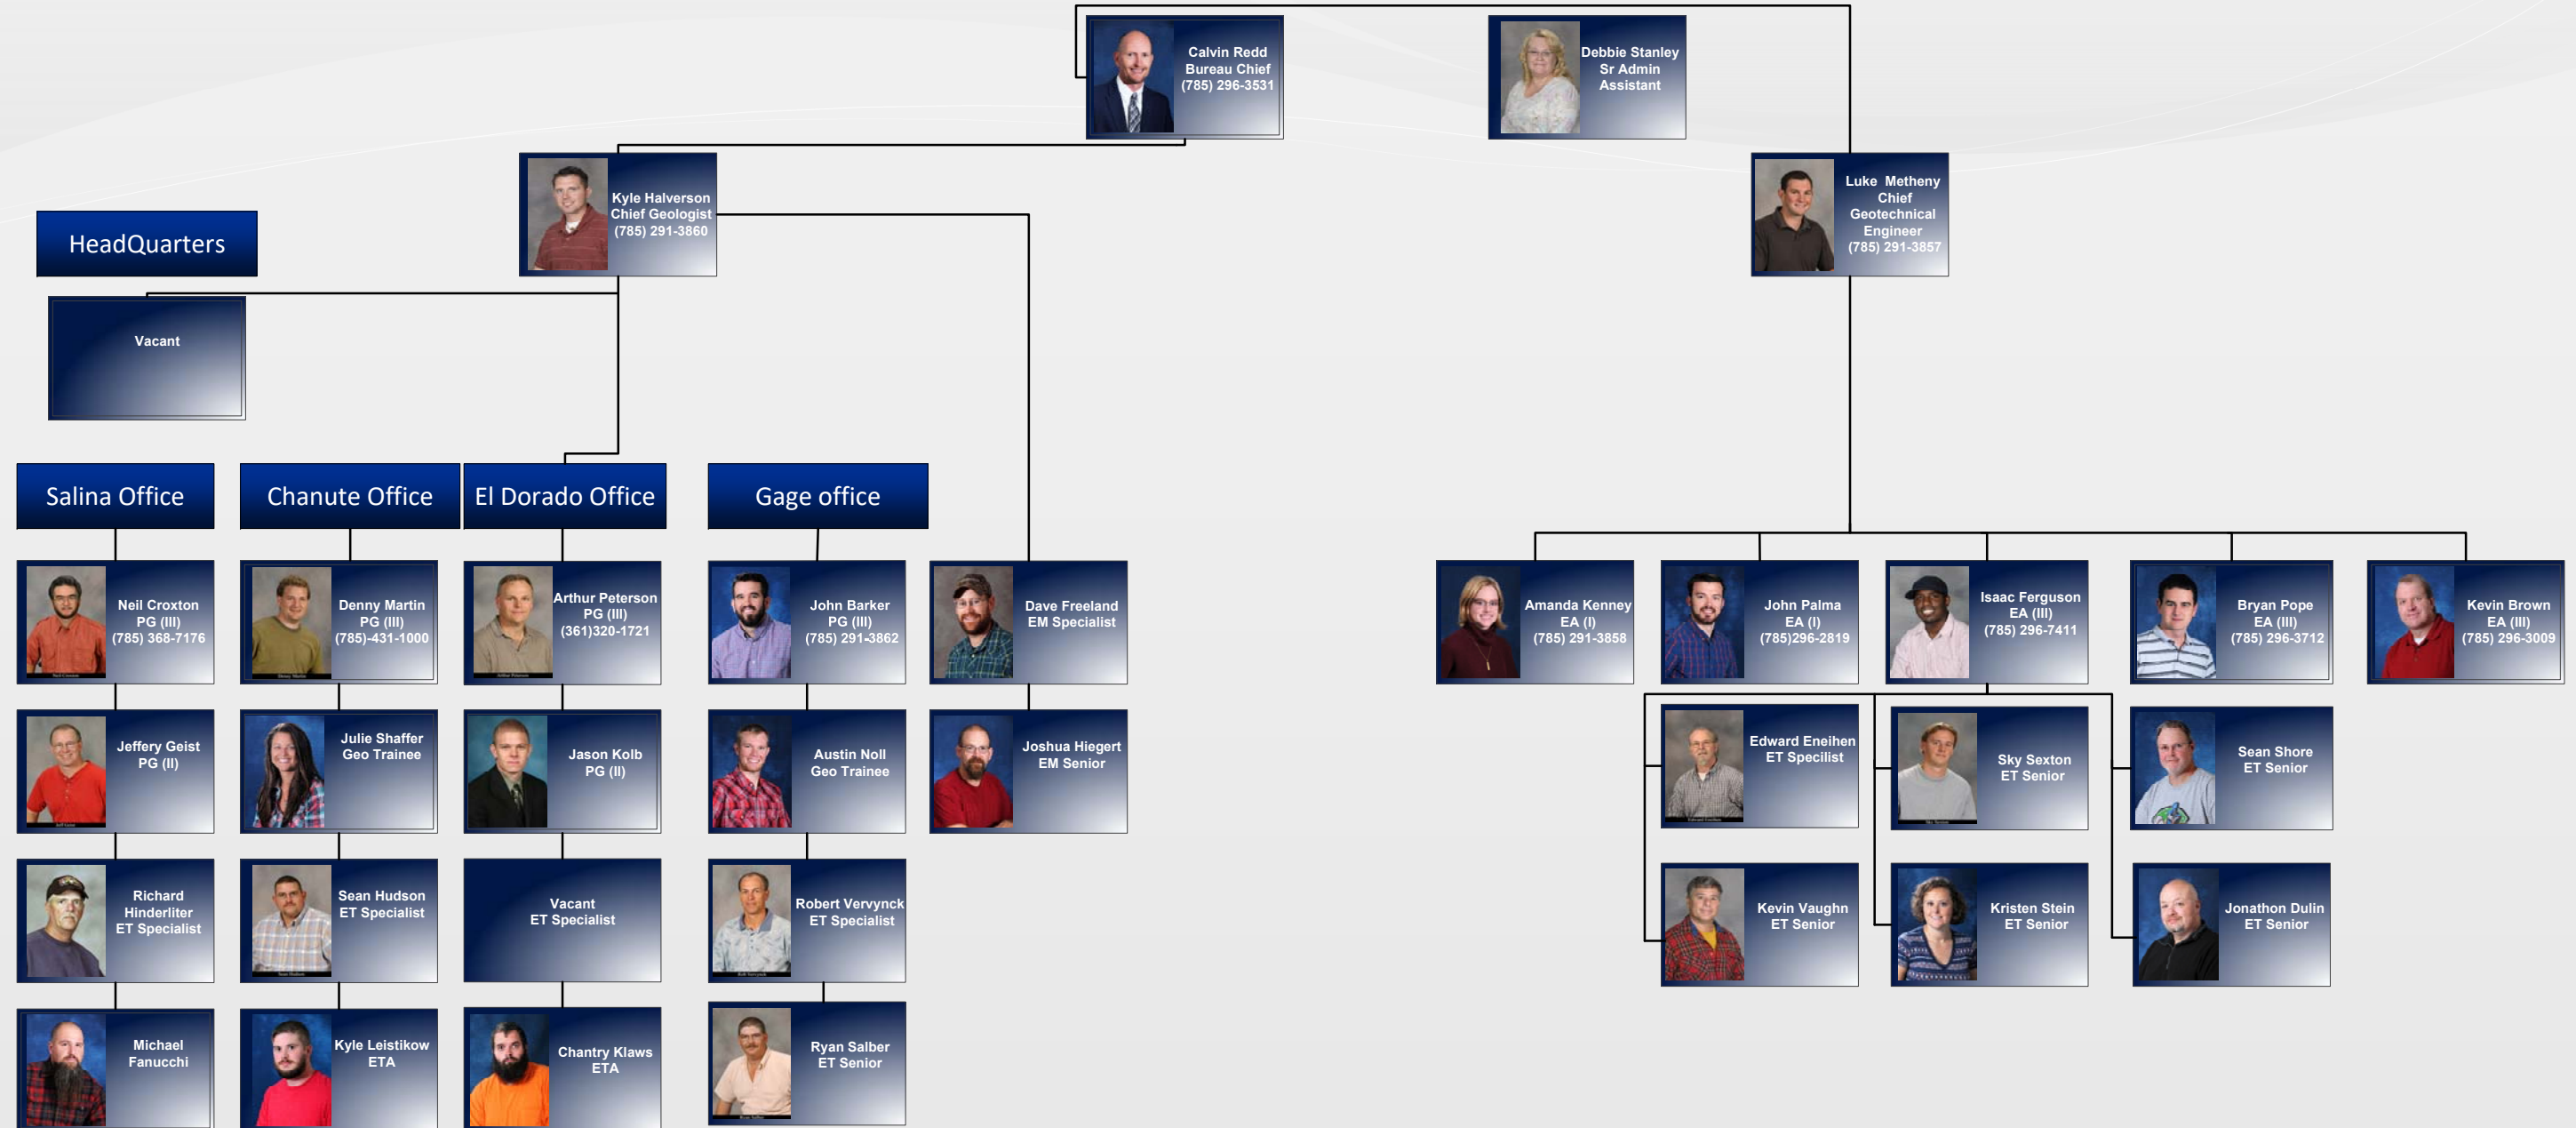 Calvin Redd
Bureau Chief
(785) 296-3531
Debbie Stanley
Sr Admin
Assistant
Kyle Halverson
Chief Geologist
(785) 291-3860
Luke Metheny
Chief
Geotechnical
Engineer
(785) 291-3857
HeadQuarters
Vacant
Salina Office
Chanute Office
El Dorado Office
Gage office
Neil Croxton
PG (III)
(785) 368-7176
Denny Martin
PG (III)
(785)-431-1000
Arthur Peterson
PG (III)
(361)320-1721
John Barker
PG (III)
(785) 291-3862
Dave Freeland
EM Specialist
Amanda Kenney
EA (I)
(785) 291-3858
John Palma
EA (I)
(785)296-2819
Isaac Ferguson
EA (III)
(785) 296-7411
Bryan Pope
EA (III)
(785) 296-3712
Kevin Brown
EA (III)
(785) 296-3009
Jeffery Geist
PG (II)
Julie Shaffer
Geo Trainee
Jason Kolb
PG (II)
Austin Noll
Geo Trainee
Joshua Hiegert
EM Senior
Edward Eneihen
ET Specilist
Sky Sexton
ET Senior
Sean Shore
ET Senior
Richard
Hinderliter
ET Specialist
Sean Hudson
ET Specialist
Vacant
ET Specialist
Robert Vervynck
ET Specialist
Kevin Vaughn
ET Senior
Kristen Stein
ET Senior
Jonathon Dulin
ET Senior
Michael
Fanucchi
Kyle Leistikow
ETA
Chantry Klaws
ETA
Ryan Salber
ET Senior